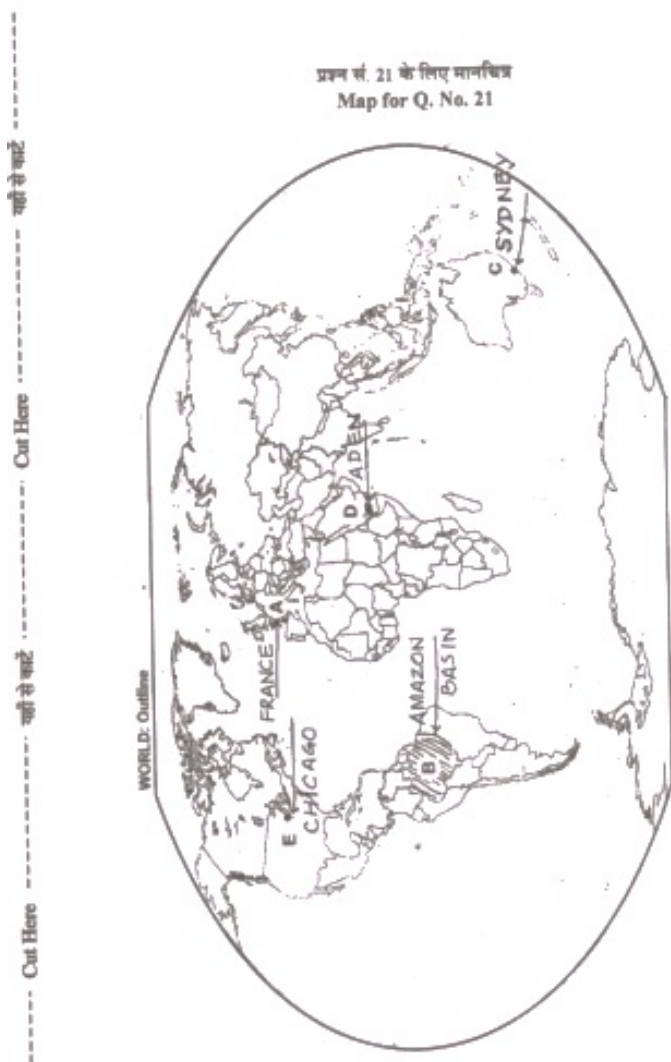 ---- Cut Here ---------- यहाँ से काटें ---------- Cut Here ---------- यहाँ से काटें ----------
प्रश्न सं. 21 के लिए मानचित्र
Map for Q. No. 21
WORLD: Outline
FRANCE
A
CHICAGO
E
AMAZON
BASIN
B
D
ADEN
C
SYDNEY